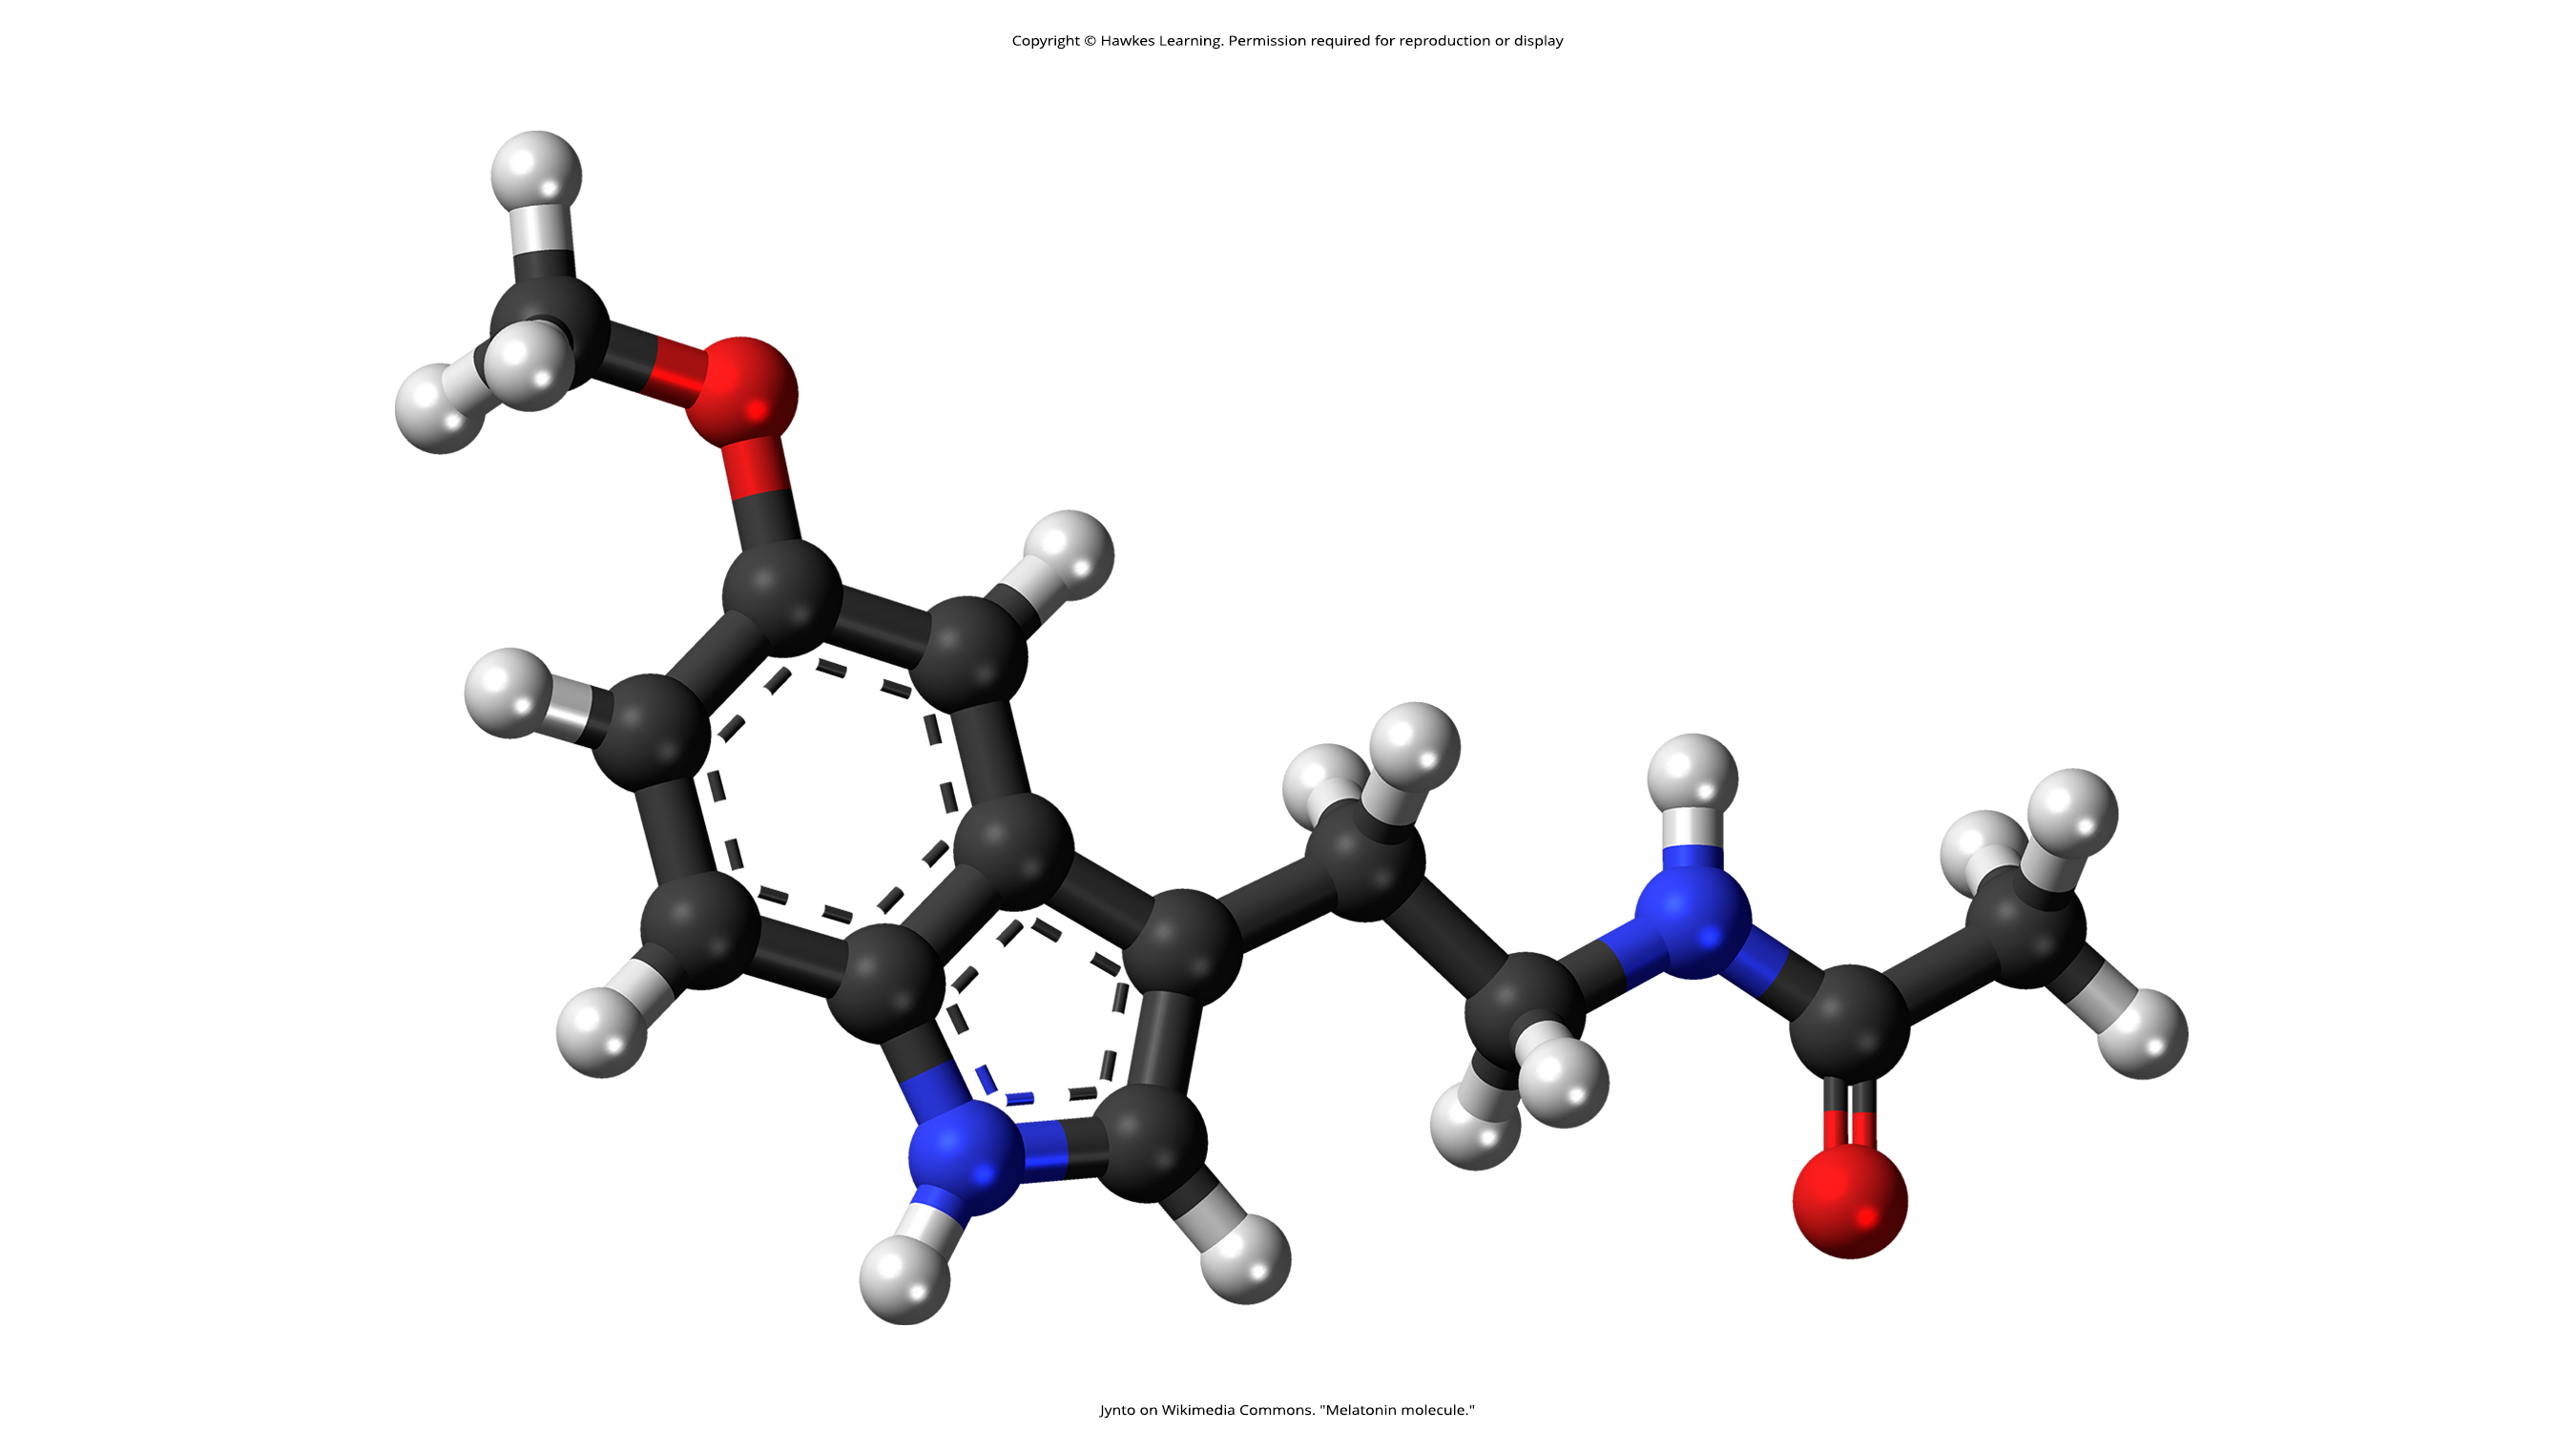 Copyright © Hawkes Learning. Permission required for reproduction or display
Jynto on Wikimedia Commons. "Melatonin molecule."